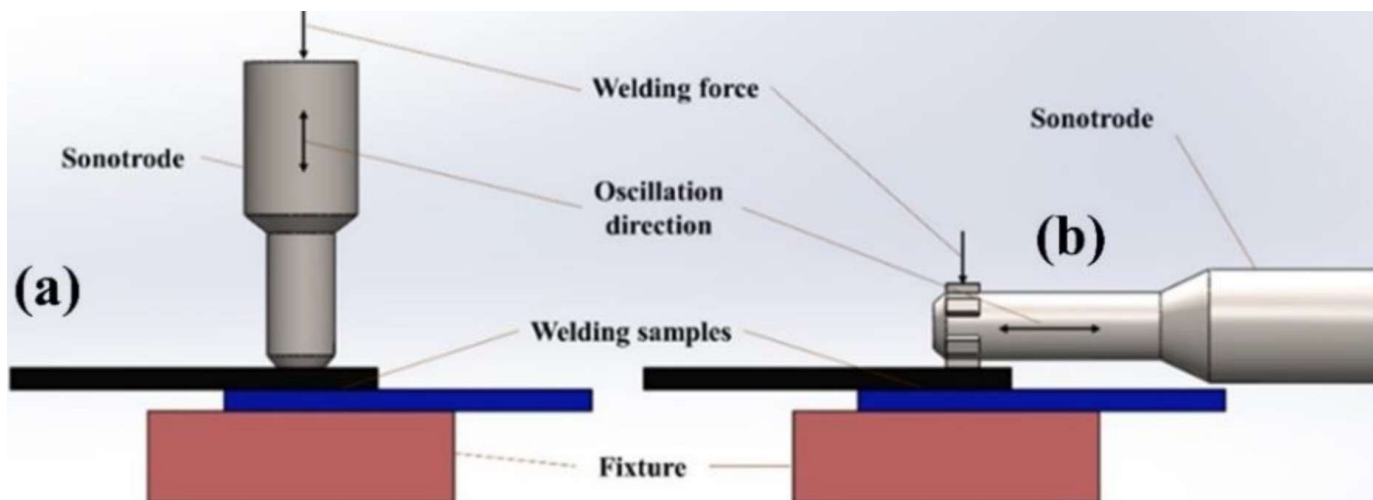 Welding force
Sonotrode
Sonotrode
Oscillation
direction
(b)
(a)
Welding samples
Fixture